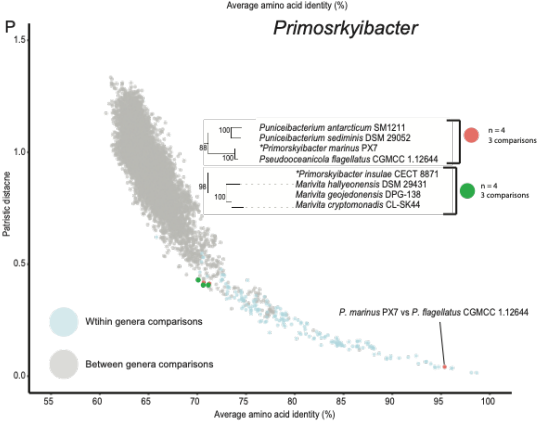 Average amino acid identity (%)
P
Primosrkyibacter
1.5
1.0
0.5
0.0
Patristic distacne
100
88
100
Puniceibacterium antarcticum SM1211
Puniceibacterium sediminis DSM 29052
*Primorskyibacter marinus PX7
Pseudooceanicola flagellatus CGMCC 1.12644
n = 4
3 comparisons
98
100
*Primorskyibacter insulae CECT 8871
Marivita hallyeonensis DSM 29431
Marivita geojedonensis DPG-138
Marivita cryptomonadis CL-SK44
n = 4
3 comparisons
P. marinus PX7 vs P. flagellatus CGMCC 1.12644
Wtihin genera comparisons
Between genera comparisons
55 60 65 70 75 80 85 90 95 100
Average amino acid identity (%)